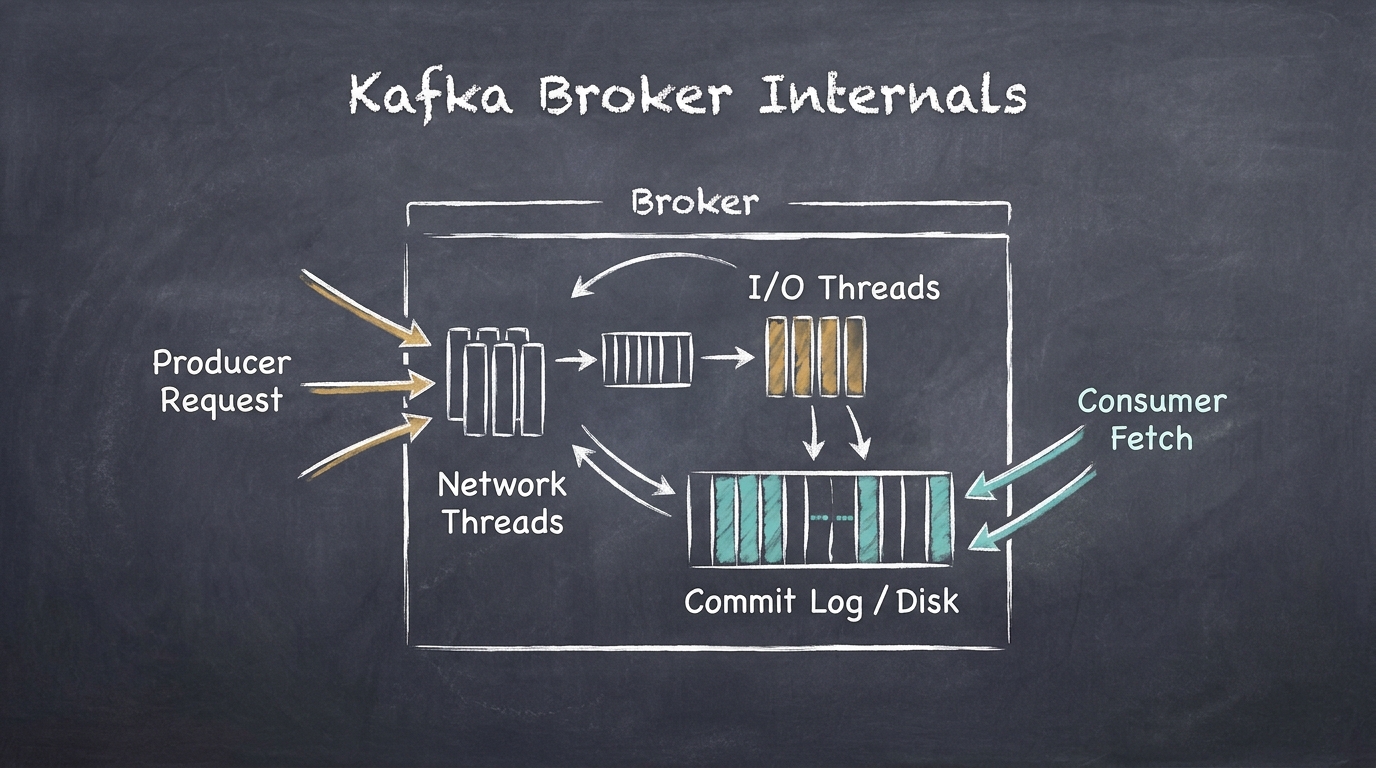 Kafka Broker Internals
Broker
I/O Threads
Producer
Request
Consumer
Fetch
Network
Threads
Commit Log / Disk